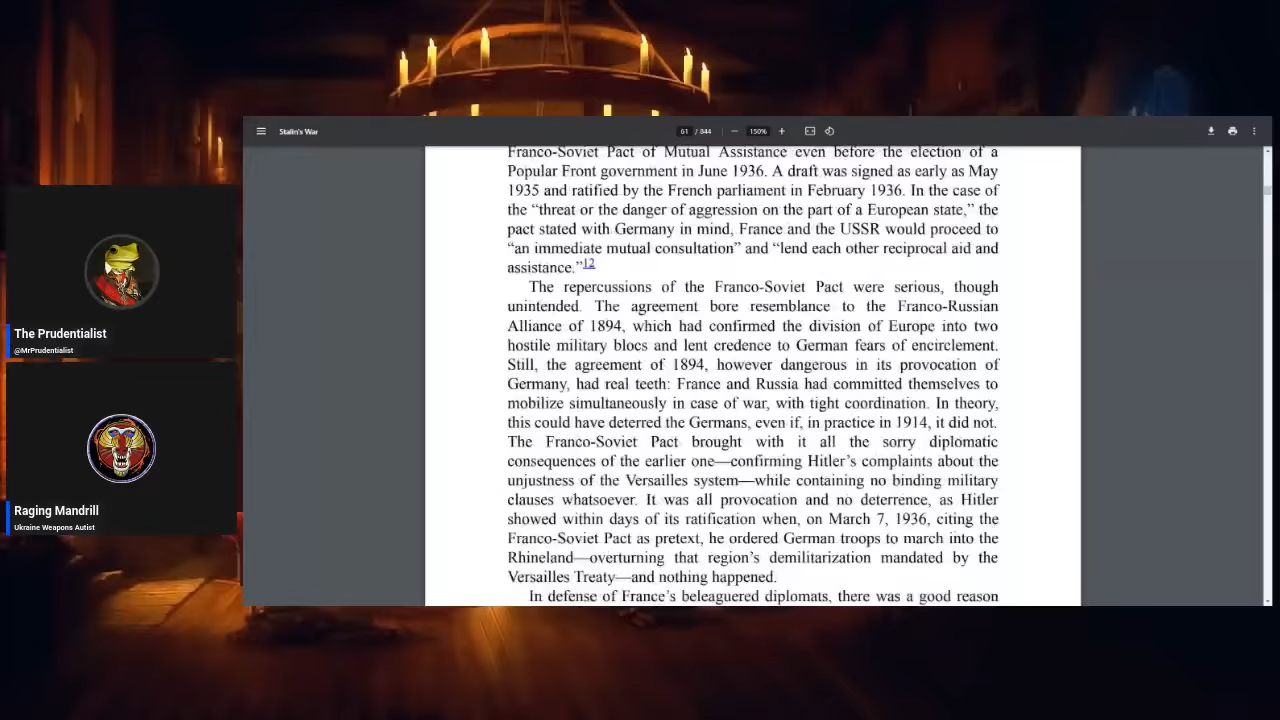 Stalin's War
61 / 844
150%
Franco-Soviet Pact of Mutual Assistance even before the election of a
Popular Front government in June 1936. A draft was signed as early as May
1935 and ratified by the French parliament in February 1936. In the case of
the “threat or the danger of aggression on the part of a European state,” the
pact stated with Germany in mind, France and the USSR would proceed to
“an immediate mutual consultation” and “lend each other reciprocal aid and
assistance.”12
The repercussions of the Franco-Soviet Pact were serious, though
unintended. The agreement bore resemblance to the Franco-Russian
Alliance of 1894, which had confirmed the division of Europe into two
hostile military blocs and lent credence to German fears of encirclement.
Still, the agreement of 1894, however dangerous in its provocation of
Germany, had real teeth: France and Russia had committed themselves to
mobilize simultaneously in case of war, with tight coordination. In theory,
this could have deterred the Germans, even if, in practice in 1914, it did not.
The Franco-Soviet Pact brought with it all the sorry diplomatic
consequences of the earlier one—confirming Hitler’s complaints about the
unjustness of the Versailles system—while containing no binding military
clauses whatsoever. It was all provocation and no deterrence, as Hitler
showed within days of its ratification when, on March 7, 1936, citing the
Franco-Soviet Pact as pretext, he ordered German troops to march into the
Rhineland—overturning that region’s demilitarization mandated by the
Versailles Treaty—and nothing happened.
In defense of France’s beleaguered diplomats, there was a good reason
The Prudentialist
@MrPrudentialist
Raging Mandrill
Ukraine Weapons Autist